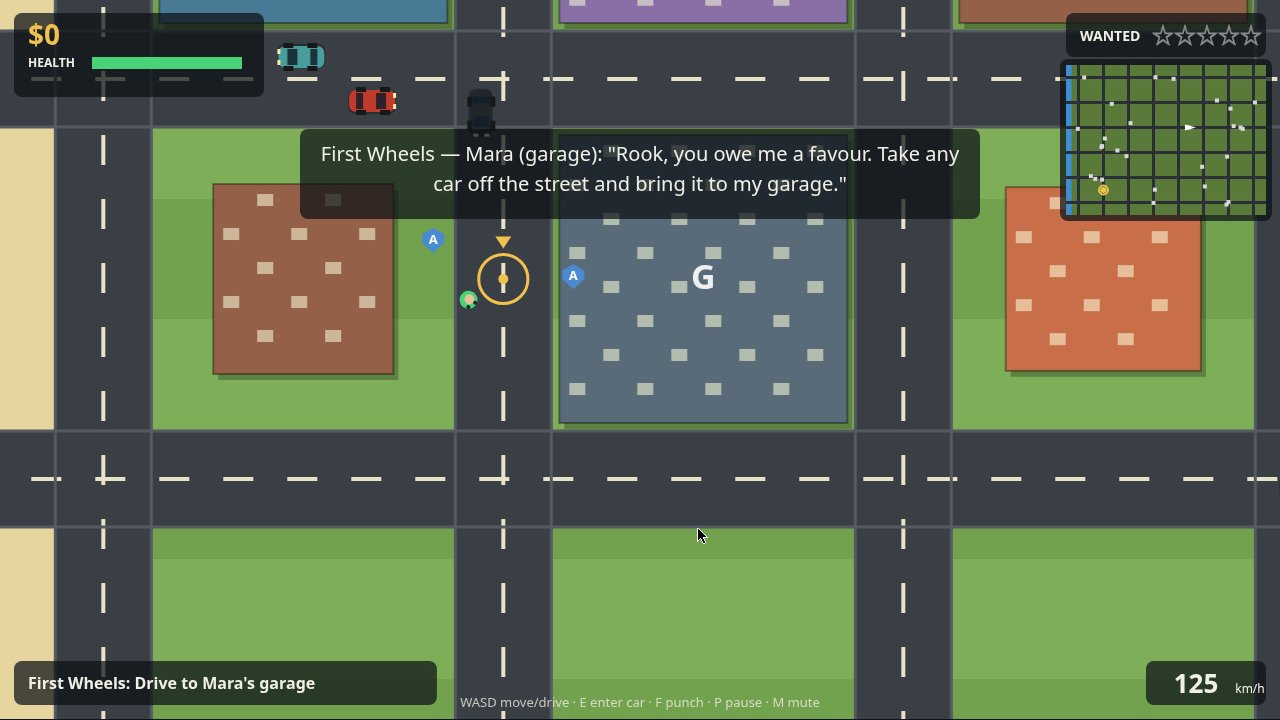 $0
HEALTH
WANTED
First Wheels — Mara (garage): "Rook, you owe me a favour. Take any
car off the street and bring it to my garage."
A
A
G
First Wheels: Drive to Mara's garage
WASD move/drive · E enter car · F punch · P pause · M mute
125 km/h